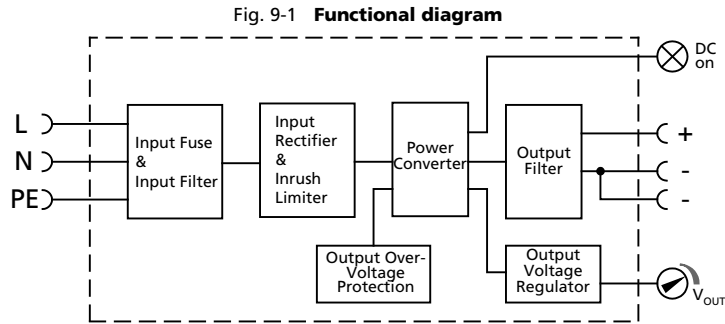 Fig. 9-1 Functional diagram
DC
on
L
N
PE
Input Fuse
&
Input Filter
Input
Rectifier
&
Inrush
Limiter
Power
Converter
Output
Filter
+
-
-
Output Over-
Voltage
Protection
Output
Voltage
Regulator
VOUT